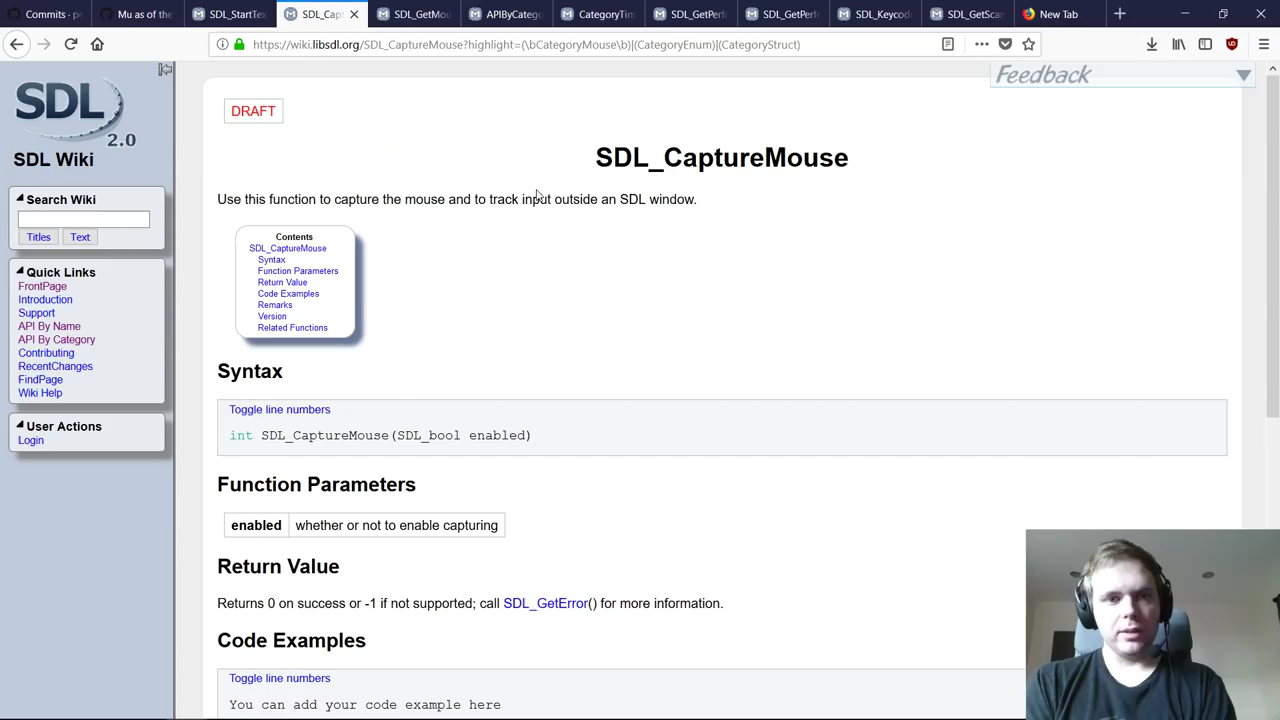 Commits · pe
Mu as of the
SDL_StartTex
SDL_Capt
SDL_GetMou
APIByCatego
CategoryTim
SDL_GetPerf
SDL_GetPerf
SDL_Keycod
SDL_GetScan
New Tab
https://wiki.libsdl.org/SDL_CaptureMouse?highlight=(\bCategoryMouse\b)|(CategoryEnum)|(CategoryStruct)
Feedback
SDL
2.0
SDL Wiki
Search Wiki
Titles Text
Quick Links
FrontPage
Introduction
Support
API By Name
API By Category
Contributing
RecentChanges
FindPage
Wiki Help
User Actions
Login
DRAFT
SDL_CaptureMouse
Use this function to capture the mouse and to track input outside an SDL window.
Contents
SDL_CaptureMouse
Syntax
Function Parameters
Return Value
Code Examples
Remarks
Version
Related Functions
Syntax
Toggle line numbers
int SDL_CaptureMouse(SDL_bool enabled)
Function Parameters
enabled whether or not to enable capturing
Return Value
Returns 0 on success or -1 if not supported; call SDL_GetError() for more information.
Code Examples
Toggle line numbers
You can add your code example here